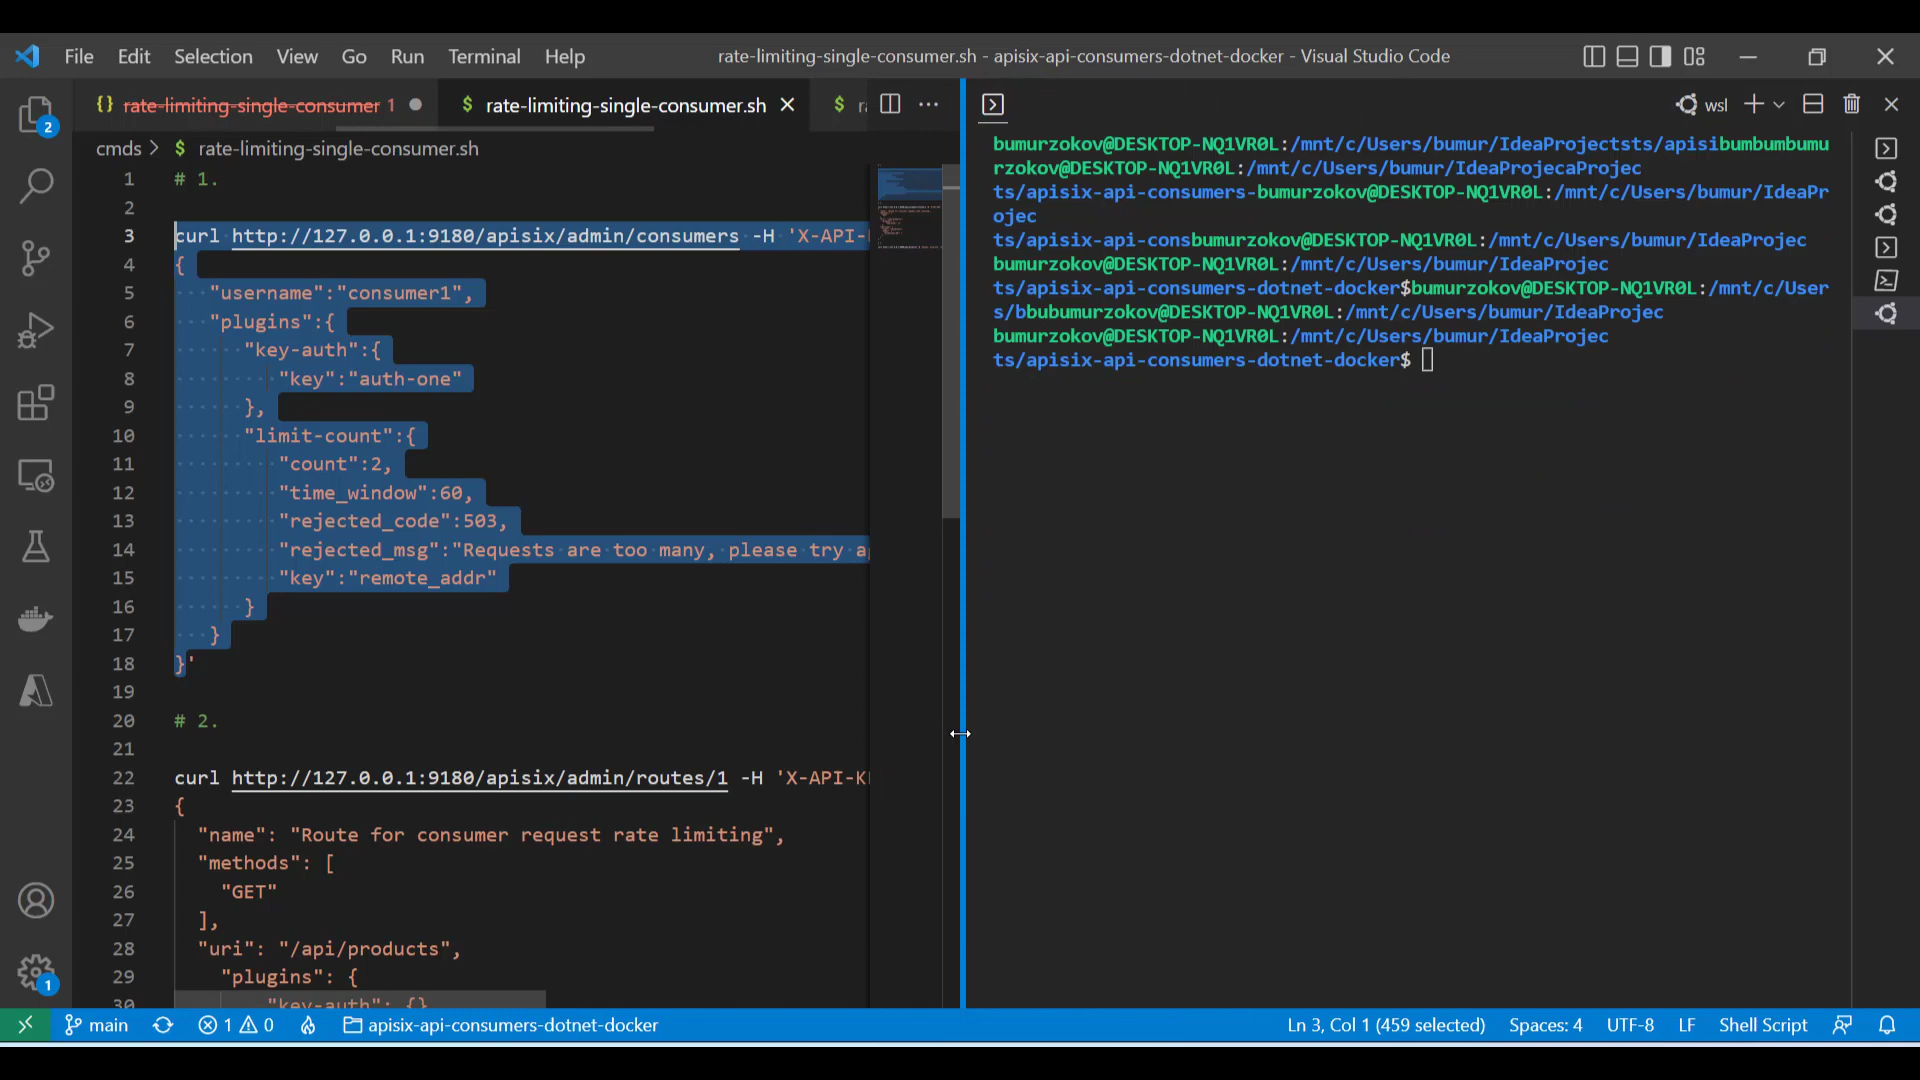 File Edit Selection View Go Run Terminal Help
rate-limiting-single-consumer.sh - apisix-api-consumers-dotnet-docker - Visual Studio Code
{} rate-limiting-single-consumer 1
$ rate-limiting-single-consumer.sh
$
wsl
cmds > $ rate-limiting-single-consumer.sh
1 # 1.
2
3 curl http://127.0.0.1:9180/apisix/admin/consumers -H 'X-API-
4 {
5 "username":"consumer1",
6 "plugins":{
7 "key-auth":{
8 "key":"auth-one"
9 },
10 "limit-count":{
11 "count":2,
12 "time_window":60,
13 "rejected_code":503,
14 "rejected_msg":"Requests are too many, please try a
15 "key":"remote_addr"
16 }
17 }
18 }'
19
20 # 2.
21
22 curl http://127.0.0.1:9180/apisix/admin/routes/1 -H 'X-API-K
23 {
24 "name": "Route for consumer request rate limiting",
25 "methods": [
26 "GET"
27 ],
28 "uri": "/api/products",
29 "plugins": {
30 "key-auth": {}
bumurzokov@DESKTOP-NQ1VR0L:/mnt/c/Users/bumur/IdeaProjectsts/apisibumbumbumu
rzokov@DESKTOP-NQ1VR0L:/mnt/c/Users/bumur/IdeaProjecaProjec
ts/apisix-api-consumers-bumurzokov@DESKTOP-NQ1VR0L:/mnt/c/Users/bumur/IdeaPr
ojec
ts/apisix-api-consbumurzokov@DESKTOP-NQ1VR0L:/mnt/c/Users/bumur/IdeaProjec
bumurzokov@DESKTOP-NQ1VR0L:/mnt/c/Users/bumur/IdeaProjec
ts/apisix-api-consumers-dotnet-docker$bumurzokov@DESKTOP-NQ1VR0L:/mnt/c/User
s/bbubumurzokov@DESKTOP-NQ1VR0L:/mnt/c/Users/bumur/IdeaProjec
bumurzokov@DESKTOP-NQ1VR0L:/mnt/c/Users/bumur/IdeaProjec
ts/apisix-api-consumers-dotnet-docker$
2
1
main
1 0
apisix-api-consumers-dotnet-docker
Ln 3, Col 1 (459 selected) Spaces: 4 UTF-8 LF Shell Script